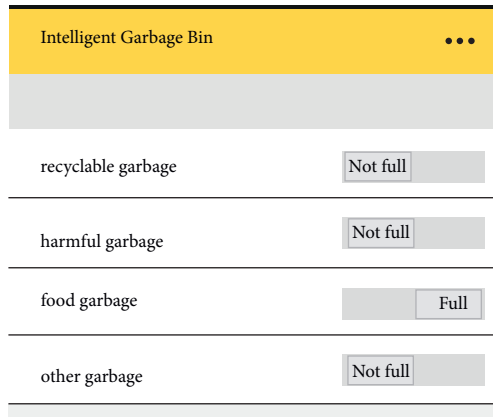 Intelligent Garbage Bin
recyclable garbage Not full
harmful garbage Not full
food garbage Full
other garbage Not full